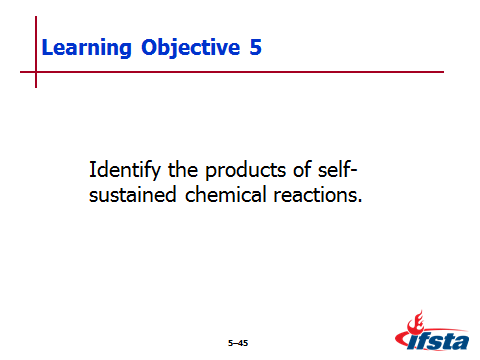 Learning Objective 5
Identify the products of self-
sustained chemical reactions.
5–45
ifsta